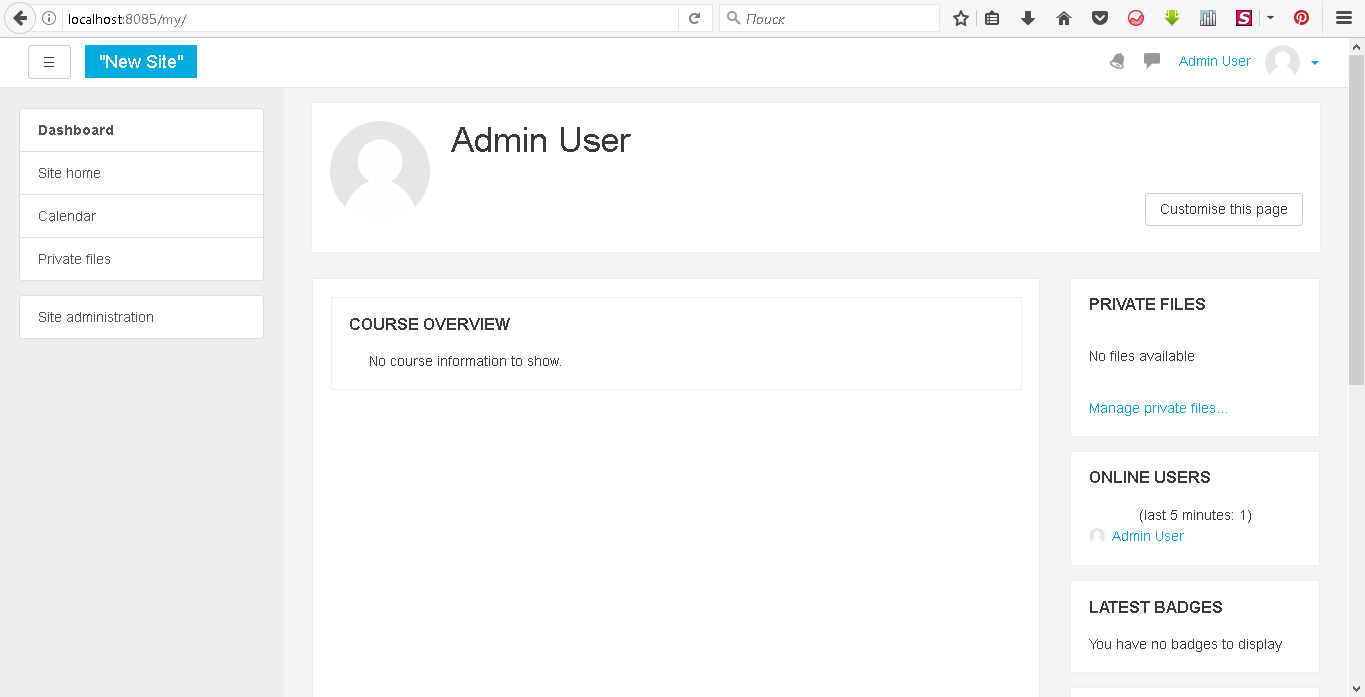 localhost:8085/my/
Поиск
"New Site"
Admin User
Dashboard
Site home
Calendar
Private files
Site administration
Admin User
Customise this page
COURSE OVERVIEW
No course information to show.
PRIVATE FILES
No files available
Manage private files...
ONLINE USERS
(last 5 minutes: 1)
Admin User
LATEST BADGES
You have no badges to display